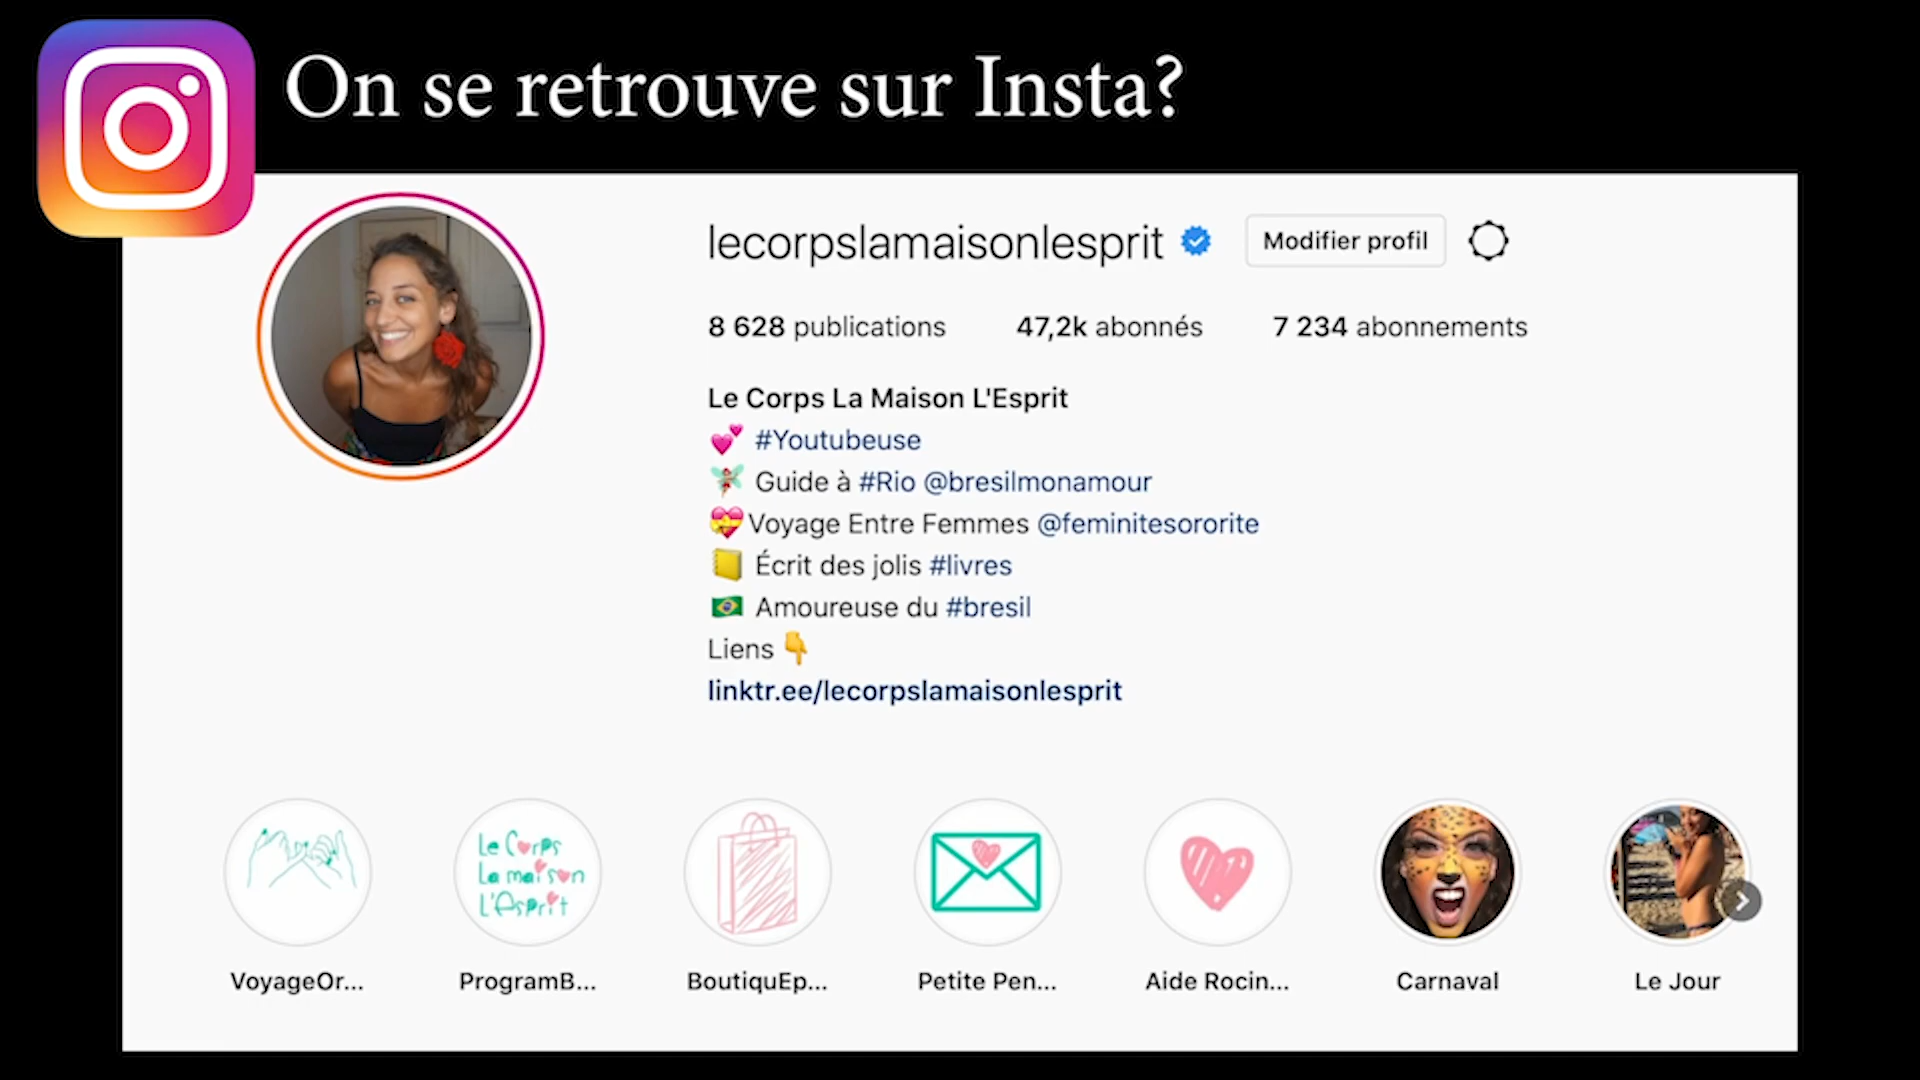 On se retrouve sur Insta?
lecorpslamaisonlesprit Modifier profil
8 628 publications 47,2k abonnés 7 234 abonnements
Le Corps La Maison L'Esprit
💕 #Youtubeuse
🧚 Guide à #Rio @bresilmonamour
💝Voyage Entre Femmes @feminitesororite
📒 Écrit des jolis #livres
🇧🇷 Amoureuse du #bresil
Liens 👇
linktr.ee/lecorpslamaisonlesprit
Le Corps
La maison
L'Esprit
VoyageOr... ProgramB... BoutiquEp... Petite Pen... Aide Rocin... Carnaval Le Jour